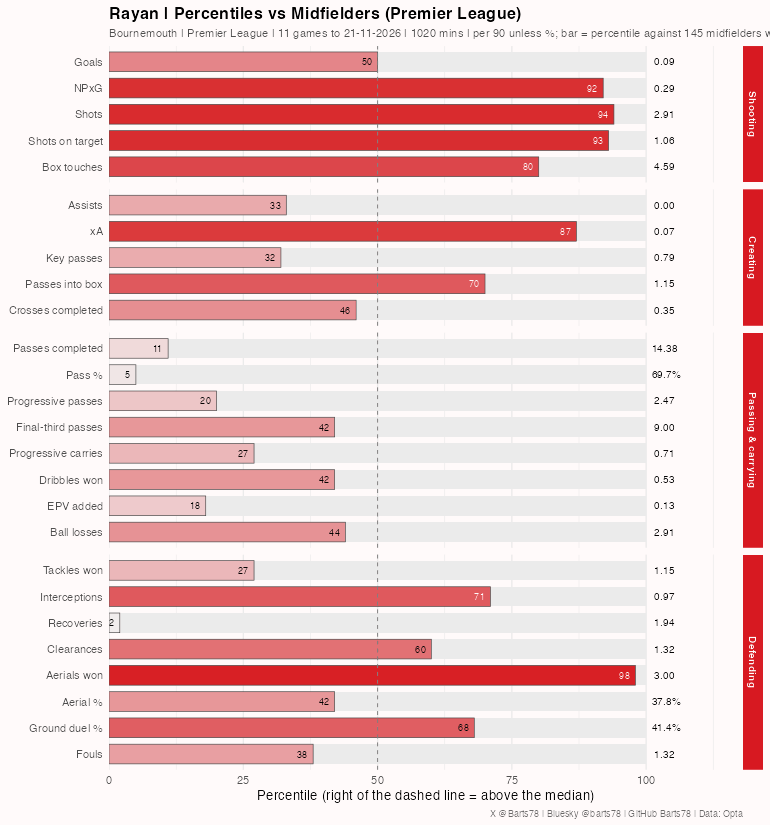 Rayan | Percentiles vs Midfielders (Premier League)
Bournemouth | Premier League | 11 games to 21-11-2026 | 1020 mins | per 90 unless %; bar = percentile against 145 midfielders
Goals 50 0.09
NPxG 92 0.29
Shots 94 2.91
Shots on target 93 1.06
Box touches 80 4.59
Shooting
Assists 33 0.00
xA 87 0.07
Key passes 32 0.79
Passes into box 70 1.15
Crosses completed 46 0.35
Creating
Passes completed 11 14.38
Pass % 5 69.7%
Progressive passes 20 2.47
Final-third passes 42 9.00
Progressive carries 27 0.71
Dribbles won 42 0.53
EPV added 18 0.13
Ball losses 44 2.91
Passing & carrying
Tackles won 27 1.15
Interceptions 71 0.97
Recoveries 2 1.94
Clearances 60 1.32
Aerials won 98 3.00
Aerial % 42 37.8%
Ground duel % 68 41.4%
Fouls 38 1.32
Defending
0 25 50 75 100
Percentile (right of the dashed line = above the median)
X @Barts78 | Bluesky @barts78 | GitHub Barts78 | Data: Opta